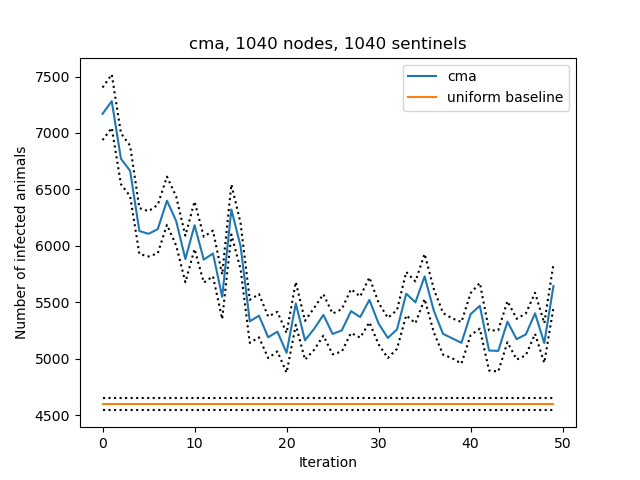 cma, 1040 nodes, 1040 sentinels
cma
uniform baseline
Number of infected animals
7500
7000
6500
6000
5500
5000
4500
0 10 20 30 40 50
Iteration